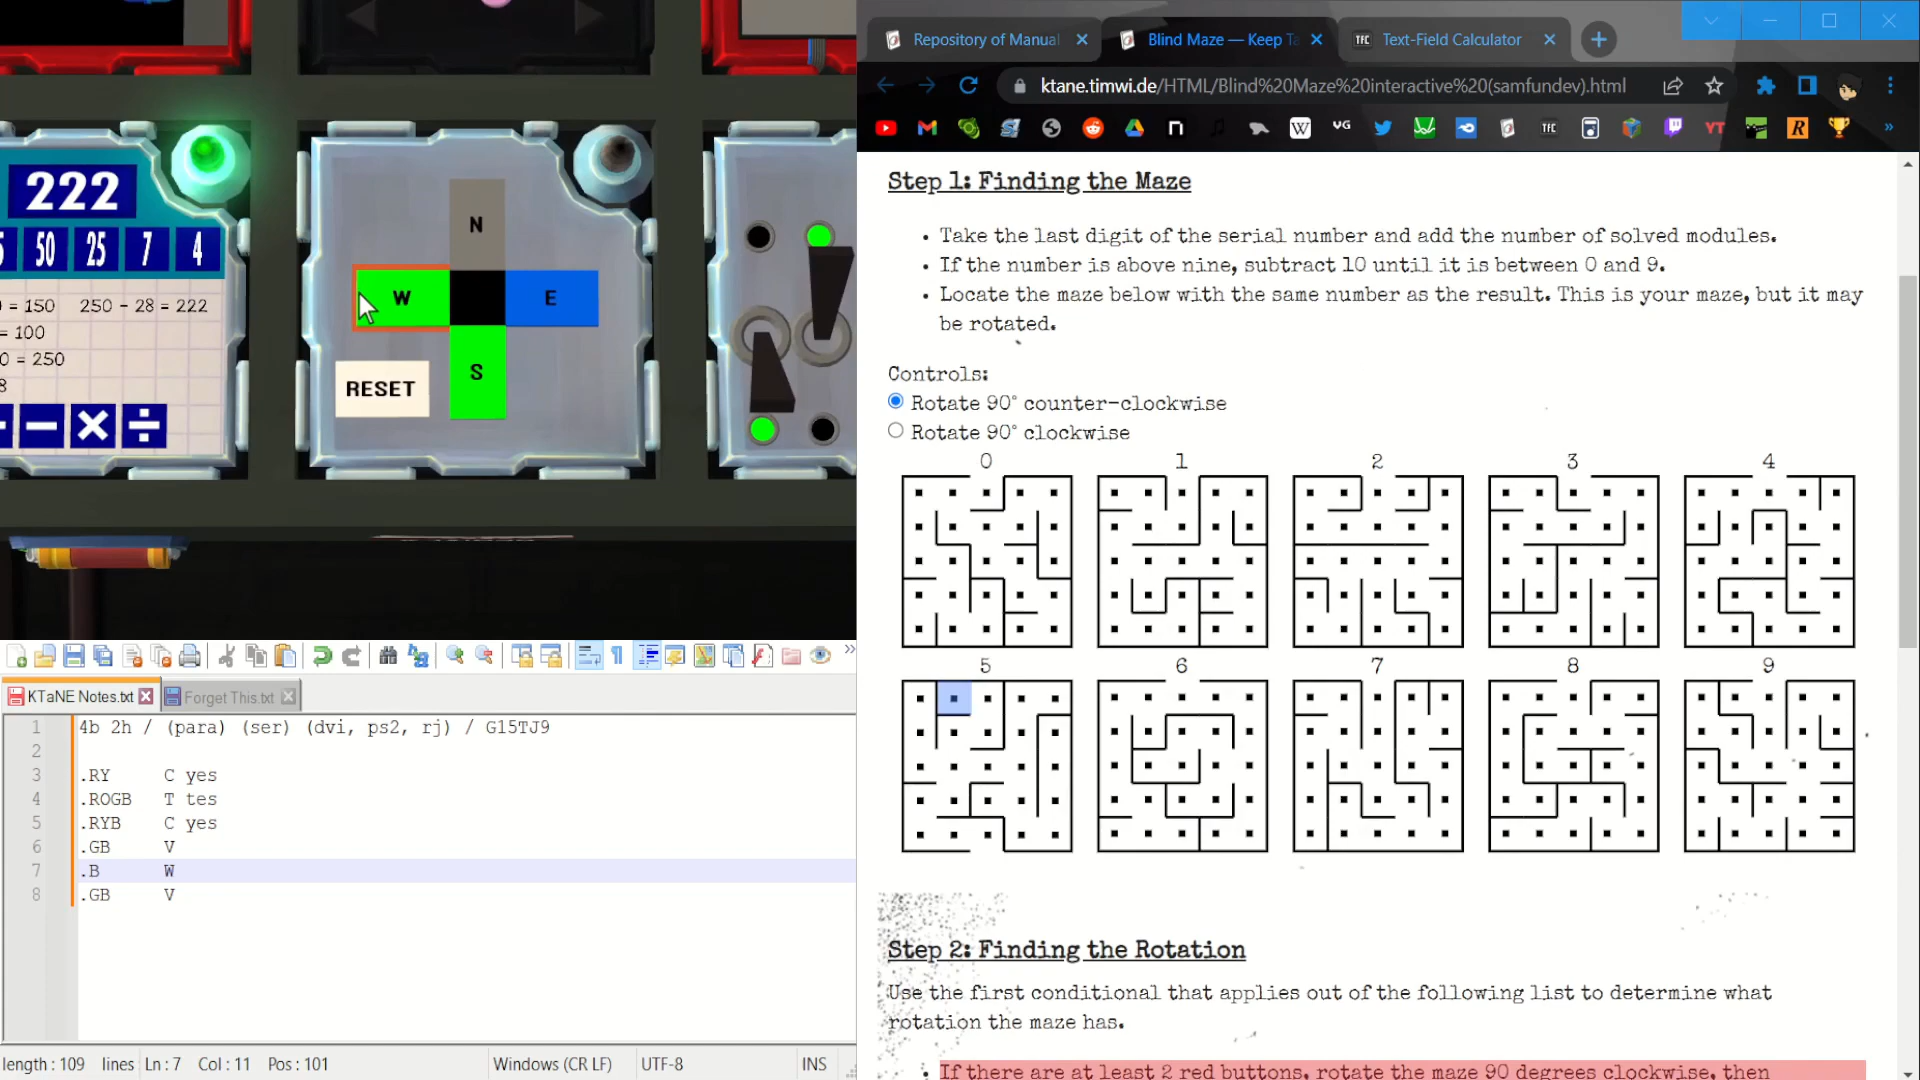 222
50 25 7 4
= 150 250 - 28 = 222
= 100
0 = 250
8
N
W
E
S
RESET
Repository of Manual
Blind Maze — Keep Ta
TFC Text-Field Calculator
ktane.timwi.de/HTML/Blind%20Maze%20interactive%20(samfundev).html
W VG TFC YT R »
Step 1: Finding the Maze
• Take the last digit of the serial number and add the number of solved modules.
• If the number is above nine, subtract 10 until it is between 0 and 9.
• Locate the maze below with the same number as the result. This is your maze, but it may
be rotated.
Controls:
Rotate 90° counter-clockwise
Rotate 90° clockwise
0 1 2 3 4
5 6 7 8 9
Step 2: Finding the Rotation
Use the first conditional that applies out of the following list to determine what
rotation the maze has.
• If there are at least 2 red buttons, rotate the maze 90 degrees clockwise, then
KTaNE Notes.txt
Forget This.txt
1 4b 2h / (para) (ser) (dvi, ps2, rj) / G15TJ9
2
3 .RY C yes
4 .ROGB T tes
5 .RYB C yes
6 .GB V
7 .B W
8 .GB V
length : 109 lines Ln : 7 Col : 11 Pos : 101 Windows (CR LF) UTF-8 INS